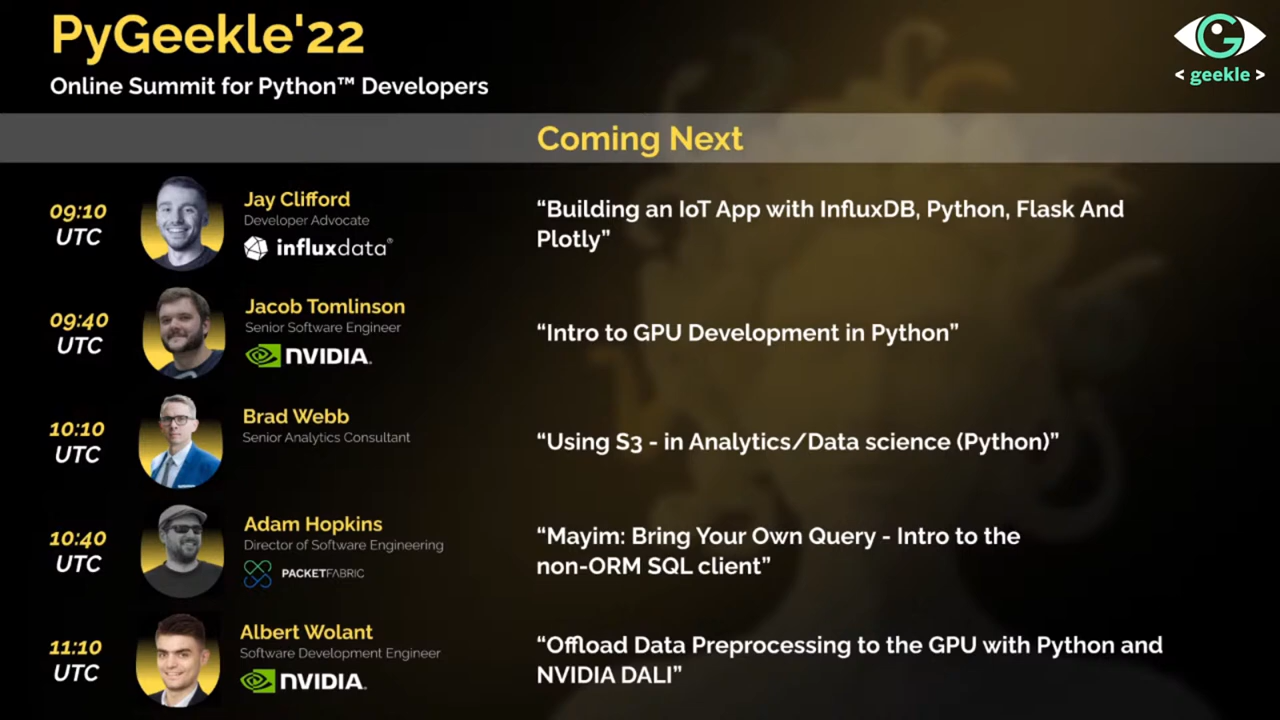 PyGeekle'22
Online Summit for Python™ Developers
G
< geekle >
Coming Next
09:10
UTC
Jay Clifford
Developer Advocate
influxdata®
“Building an IoT App with InfluxDB, Python, Flask And
Plotly”
09:40
UTC
Jacob Tomlinson
Senior Software Engineer
NVIDIA.
“Intro to GPU Development in Python”
10:10
UTC
Brad Webb
Senior Analytics Consultant
“Using S3 - in Analytics/Data science (Python)”
10:40
UTC
Adam Hopkins
Director of Software Engineering
PACKETFABRIC
“Mayim: Bring Your Own Query - Intro to the
non-ORM SQL client”
11:10
UTC
Albert Wolant
Software Development Engineer
NVIDIA.
“Offload Data Preprocessing to the GPU with Python and
NVIDIA DALI”